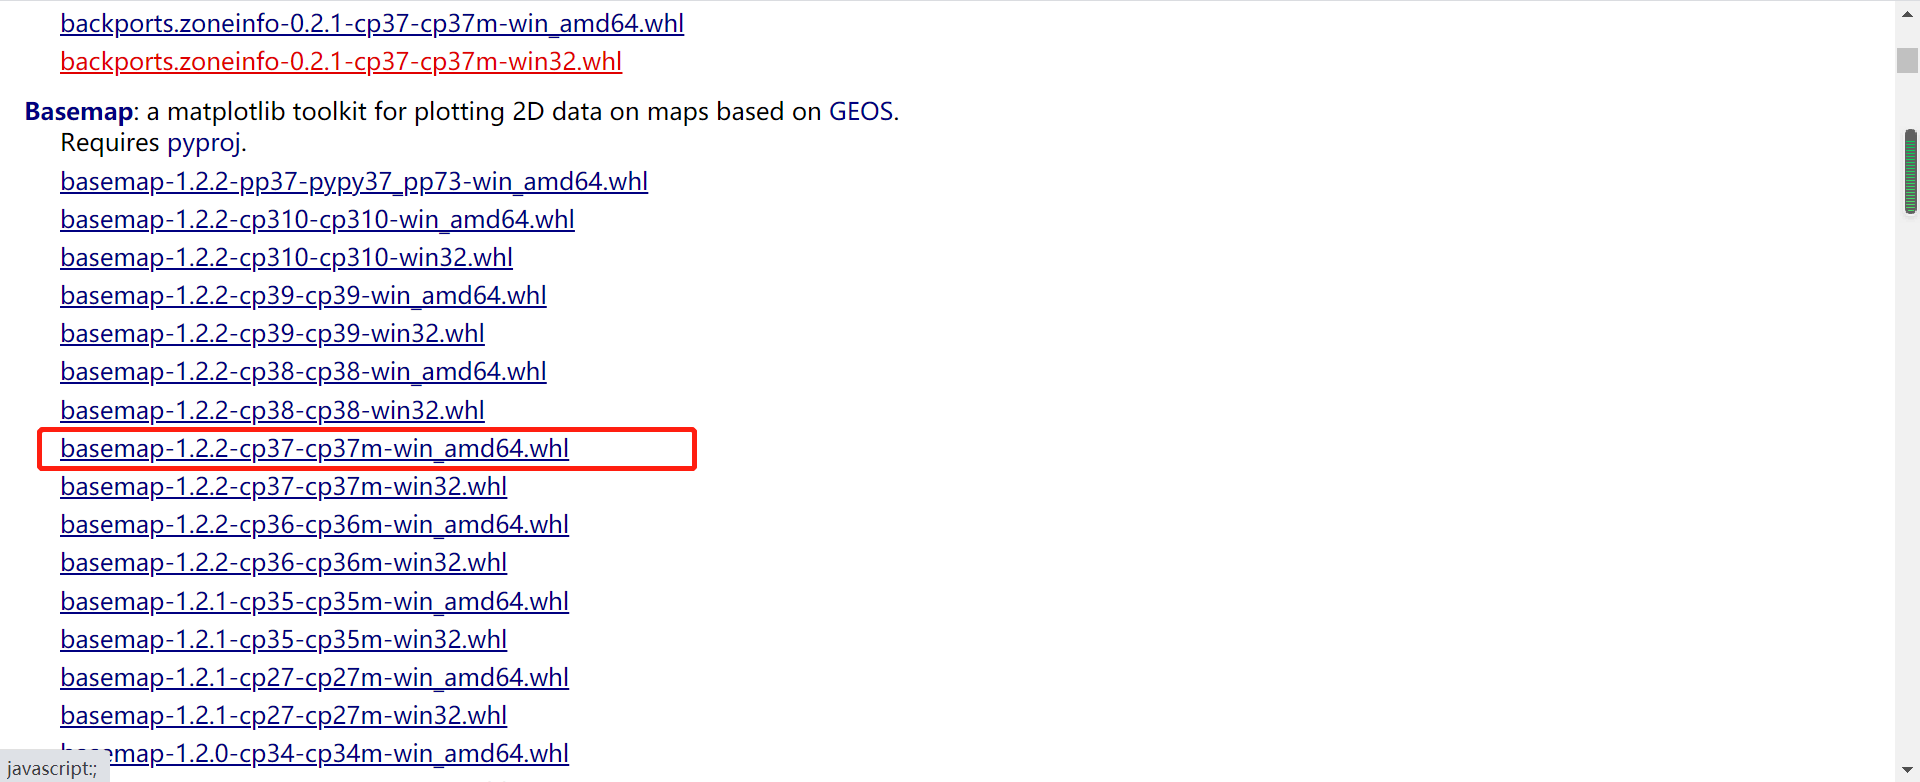 backports.zoneinfo-0.2.1-cp37-cp37m-win_amd64.whl
backports.zoneinfo-0.2.1-cp37-cp37m-win32.whl
Basemap: a matplotlib toolkit for plotting 2D data on maps based on GEOS.
Requires pyproj.
basemap-1.2.2-pp37-pypy37_pp73-win_amd64.whl
basemap-1.2.2-cp310-cp310-win_amd64.whl
basemap-1.2.2-cp310-cp310-win32.whl
basemap-1.2.2-cp39-cp39-win_amd64.whl
basemap-1.2.2-cp39-cp39-win32.whl
basemap-1.2.2-cp38-cp38-win_amd64.whl
basemap-1.2.2-cp38-cp38-win32.whl
basemap-1.2.2-cp37-cp37m-win_amd64.whl
basemap-1.2.2-cp37-cp37m-win32.whl
basemap-1.2.2-cp36-cp36m-win_amd64.whl
basemap-1.2.2-cp36-cp36m-win32.whl
basemap-1.2.1-cp35-cp35m-win_amd64.whl
basemap-1.2.1-cp35-cp35m-win32.whl
basemap-1.2.1-cp27-cp27m-win_amd64.whl
basemap-1.2.1-cp27-cp27m-win32.whl
basemap-1.2.0-cp34-cp34m-win_amd64.whl
javascript:;